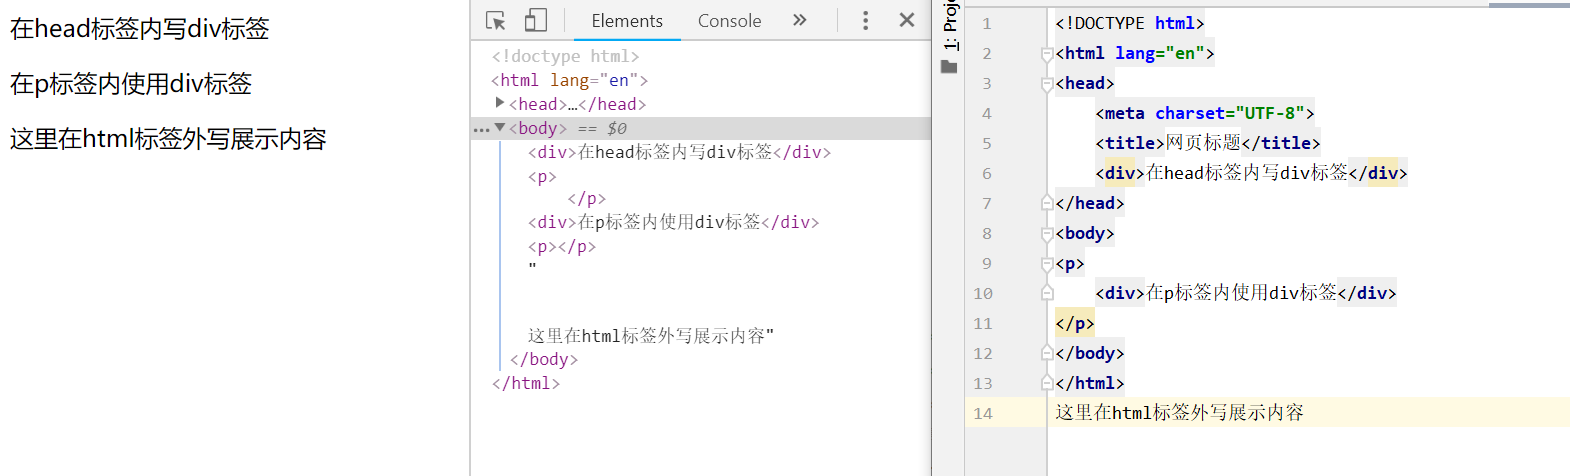 在head标签内写div标签
在p标签内使用div标签
这里在html标签外写展示内容
Elements Console »
<!doctype html>
<html lang="en">
<head>…</head>
... <body> == $0
<div>在head标签内写div标签</div>
<p>
</p>
<div>在p标签内使用div标签</div>
<p></p>
"
这里在html标签外写展示内容"
</body>
</html>
1: Projec
1 <!DOCTYPE html>
2 <html lang="en">
3 <head>
4 <meta charset="UTF-8">
5 <title>网页标题</title>
6 <div>在head标签内写div标签</div>
7 </head>
8 <body>
9 <p>
10 <div>在p标签内使用div标签</div>
11 </p>
12 </body>
13 </html>
14 这里在html标签外写展示内容